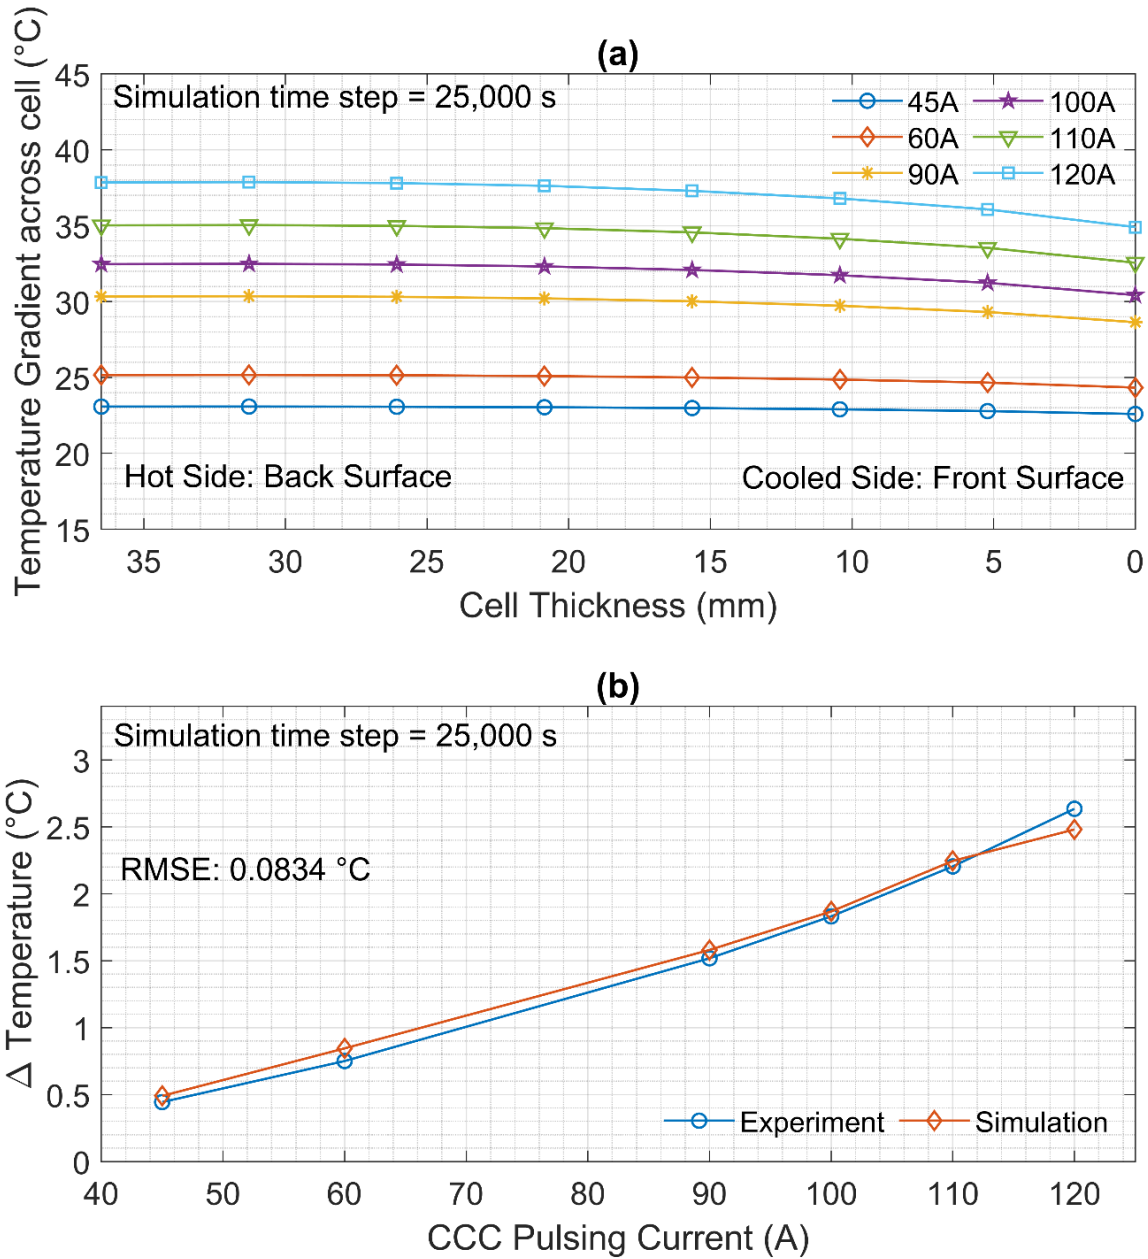 (a)
Temperature Gradient across cell (°C)
45
40
35
30
25
20
15
Simulation time step = 25,000 s
45A
60A
90A
100A
110A
120A
Hot Side: Back Surface
Cooled Side: Front Surface
35
30
25
20
15
10
5
0
Cell Thickness (mm)
(b)
Δ Temperature (°C)
3
2.5
2
1.5
1
0.5
0
Simulation time step = 25,000 s
RMSE: 0.0834 °C
Experiment
Simulation
40
50
60
70
80
90
100
110
120
CCC Pulsing Current (A)